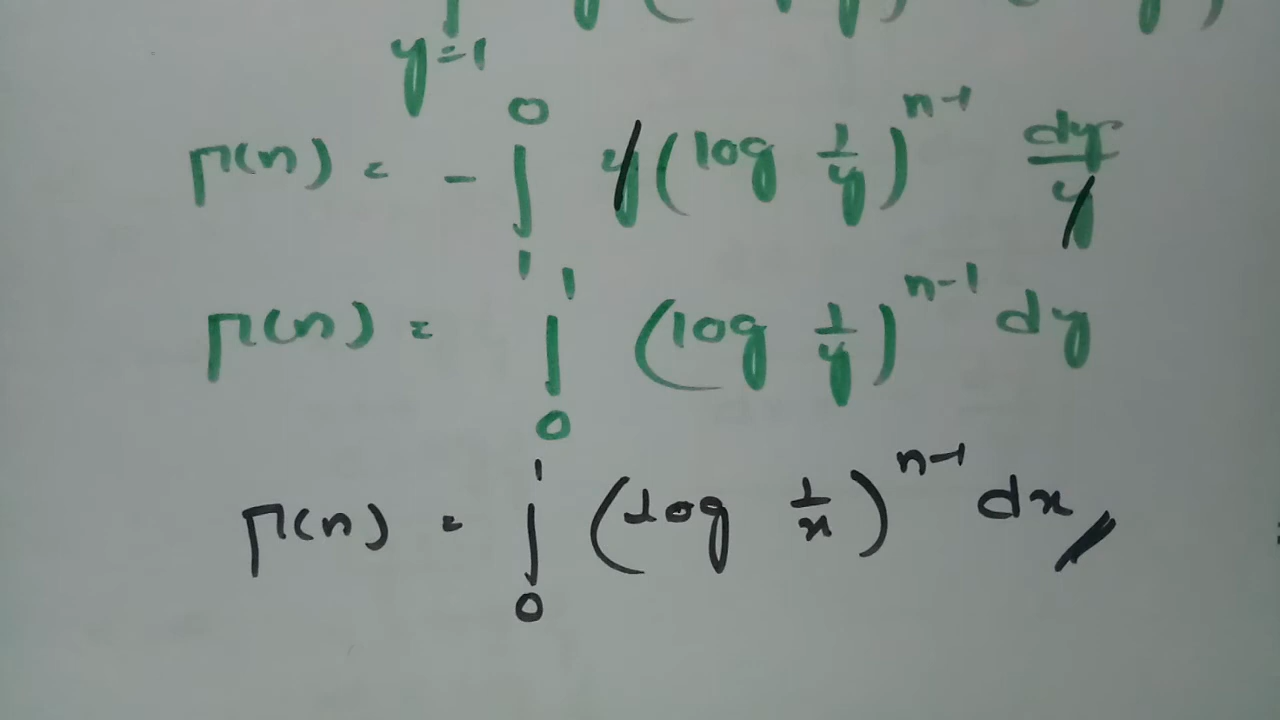 y=1
Γ(n) = - ∫₁⁰ y (log 1/y)ⁿ⁻¹ dy/y
Γ(n) = ∫₀¹ (log 1/y)ⁿ⁻¹ dy
Γ(n) = ∫₀¹ (log 1/x)ⁿ⁻¹ dx